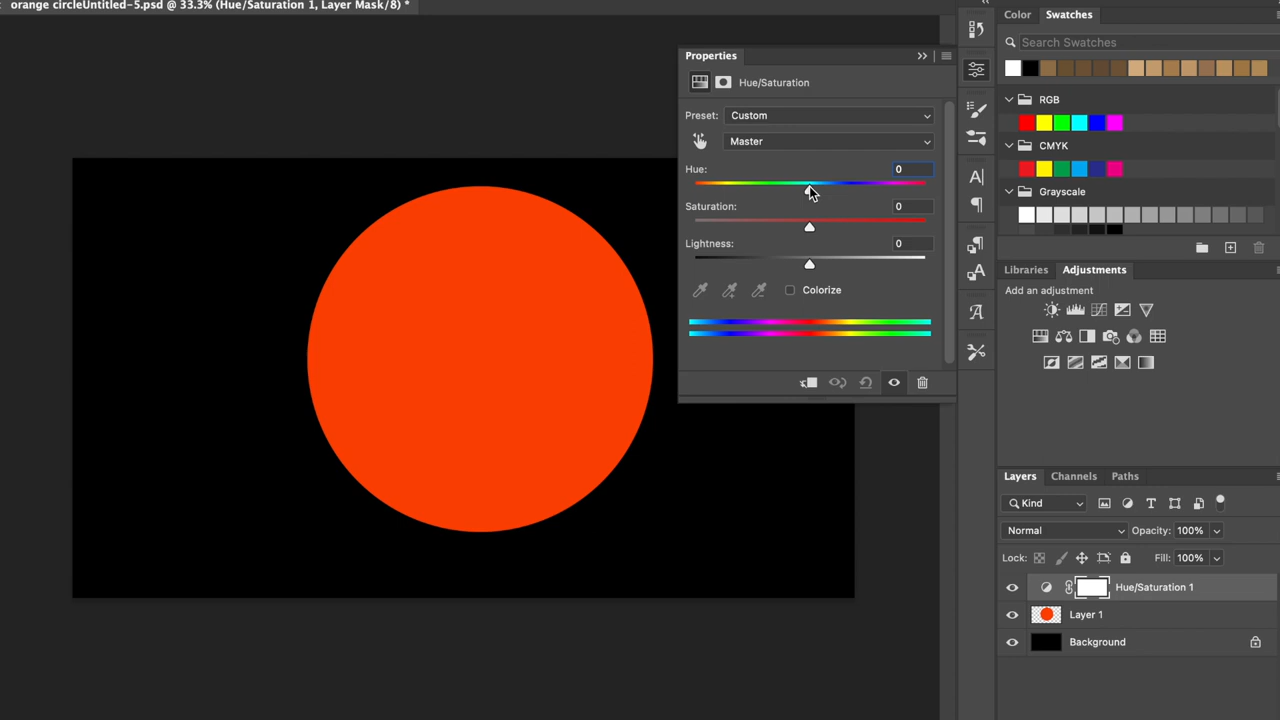 orange circleUntitled-5.psd @ 33.3% (Hue/Saturation 1, Layer Mask/8) *
Properties
Hue/Saturation
Preset: Custom
Master
Hue: 0
Saturation: 0
Lightness: 0
Colorize
Color Swatches
Search Swatches
RGB
CMYK
Grayscale
Libraries Adjustments
Add an adjustment
Layers Channels Paths
Kind
Normal Opacity: 100%
Lock: Fill: 100%
Hue/Saturation 1
Layer 1
Background